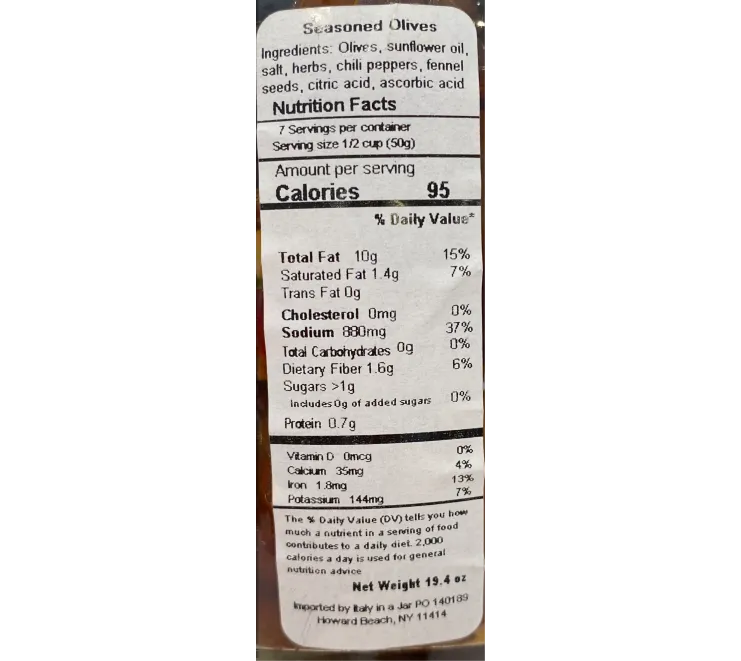 Seasoned Olives
Ingredients: Olives, sunflower oil,
salt, herbs, chili peppers, fennel
seeds, citric acid, ascorbic acid
Nutrition Facts
7 Servings per container
Serving size 1/2 cup (50g)
Amount per serving
Calories 95
% Daily Value*
Total Fat 10g 15%
Saturated Fat 1.4g 7%
Trans Fat 0g
Cholesterol 0mg 0%
Sodium 880mg 37%
Total Carbohydrates 0g 0%
Dietary Fiber 1.6g 6%
Sugars >1g
Includes 0g of added sugars 0%
Protein 0.7g
Vitamin D 0mcg 0%
Calcium 35mg 4%
Iron 1.8mg 13%
Potassium 144mg 7%
The % Daily Value (DV) tells you how
much a nutrient in a serving of food
contributes to a daily diet. 2,000
calories a day is used for general
nutrition advice
Net Weight 19.4 oz
Imported by Italy in a Jar PO 140189
Howard Beach, NY 11414